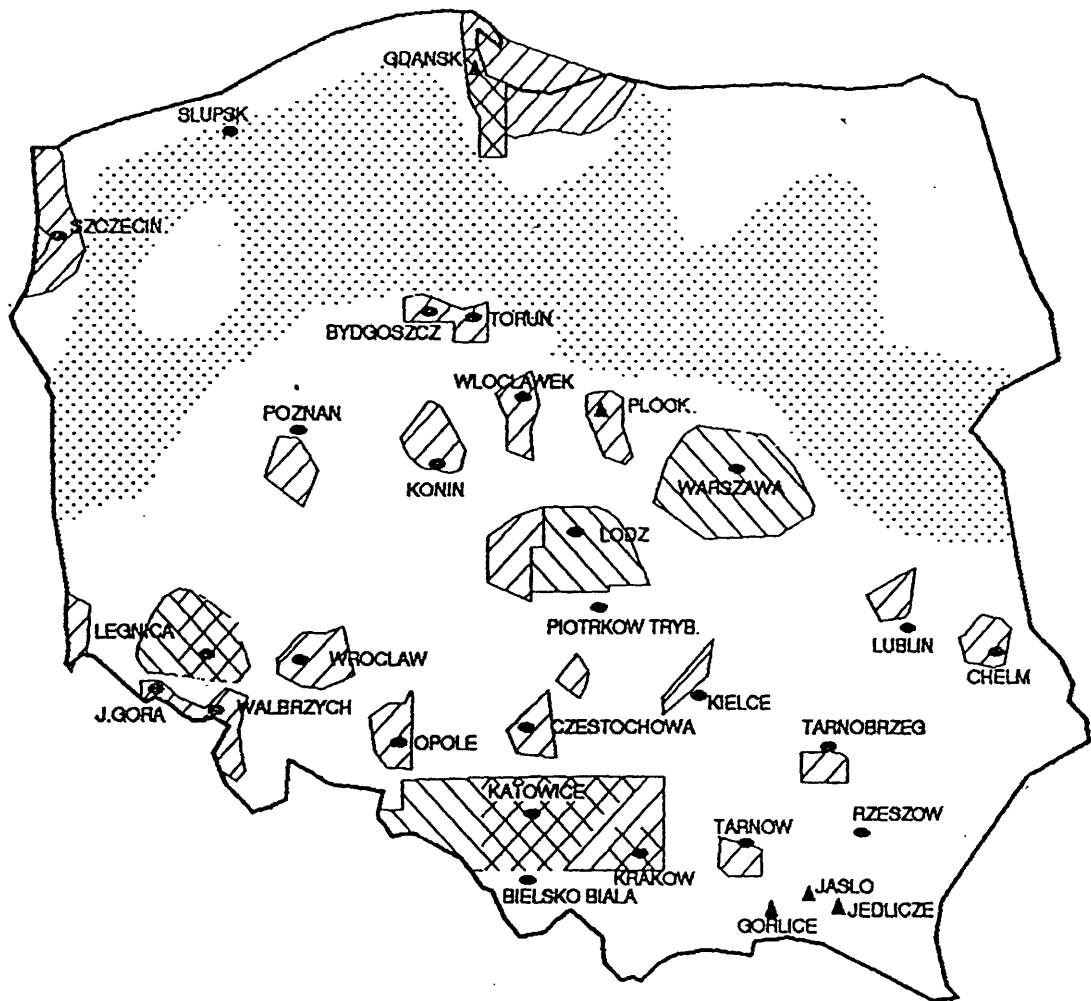 GDANSK
SLUPSK
SZCZECIN.
BYDGOSZCZ
TORUN
WLOCLAWEK
POZNAN
PLOCK.
KONIN
WARSZAWA
LODZ
PIOTRKOW TRYB.
LEGNICA
LUBLIN
WROCLAW
CHELM
J.GORA
WALBRZYCH
KIELCE
CZESTOCHOWA
OPOLE
TARNOBRZEG
KATOWICE
RZESZOW
TARNOW
KRAKOW
BIELSKO BIALA
JASLO
JEDLICZE
GORLICE